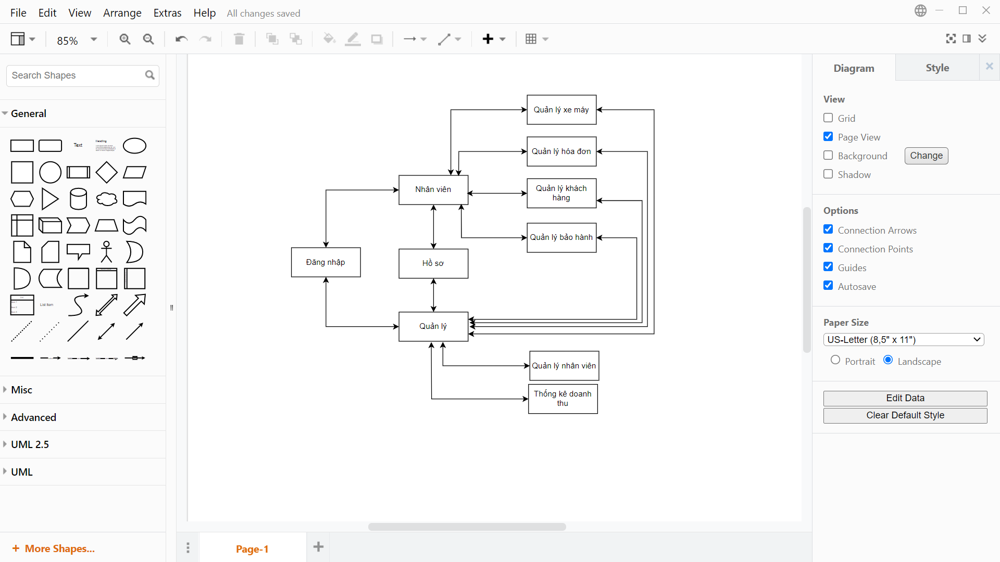 File Edit View Arrange Extras Help All changes saved
85%
Search Shapes
General
Text
Heading
List Item
Misc
Advanced
UML 2.5
UML
+ More Shapes...
Quản lý xe máy
Quản lý hóa đơn
Nhân viên
Quản lý khách
hàng
Quản lý bảo hành
Đăng nhập
Hồ sơ
Quản lý
Quản lý nhân viên
Thống kê doanh
thu
Page-1
Diagram
Style
View
Grid
Page View
Background
Change
Shadow
Options
Connection Arrows
Connection Points
Guides
Autosave
Paper Size
US-Letter (8,5" x 11")
Portrait Landscape
Edit Data
Clear Default Style